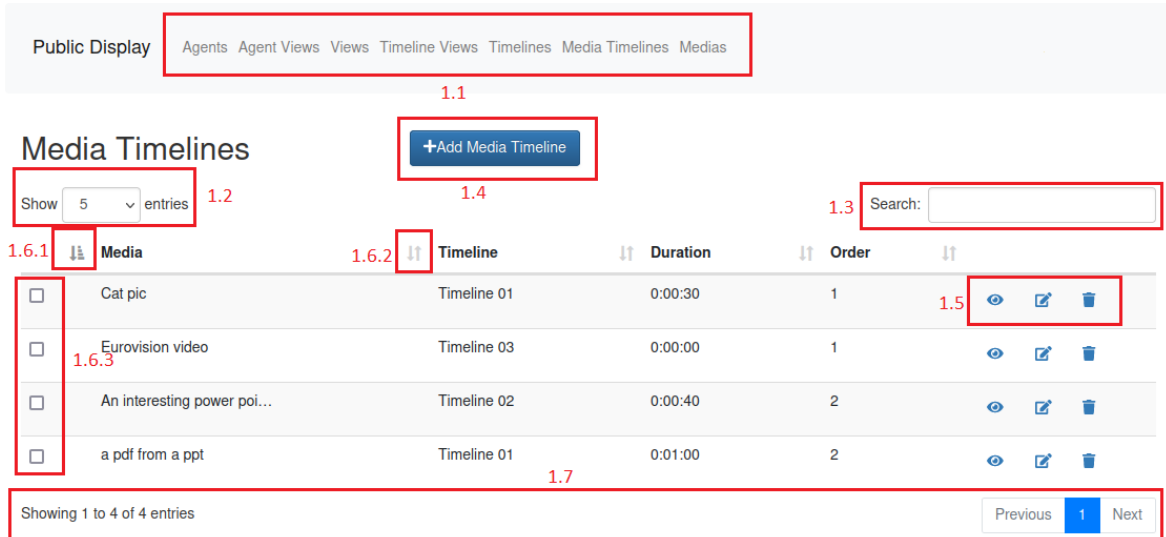 Public Display Agents Agent Views Views Timeline Views Timelines Media Timelines Medias
1.1
Media Timelines +Add Media Timeline
Show 5 entries 1.2 1.4 1.3 Search:
1.6.1 Media 1.6.2 Timeline Duration Order
Cat pic Timeline 01 0:00:30 1 1.5
Eurovision video Timeline 03 0:00:00 1
1.6.3
An interesting power poi... Timeline 02 0:00:40 2
a pdf from a ppt Timeline 01 0:01:00 2
1.7
Showing 1 to 4 of 4 entries Previous 1 Next